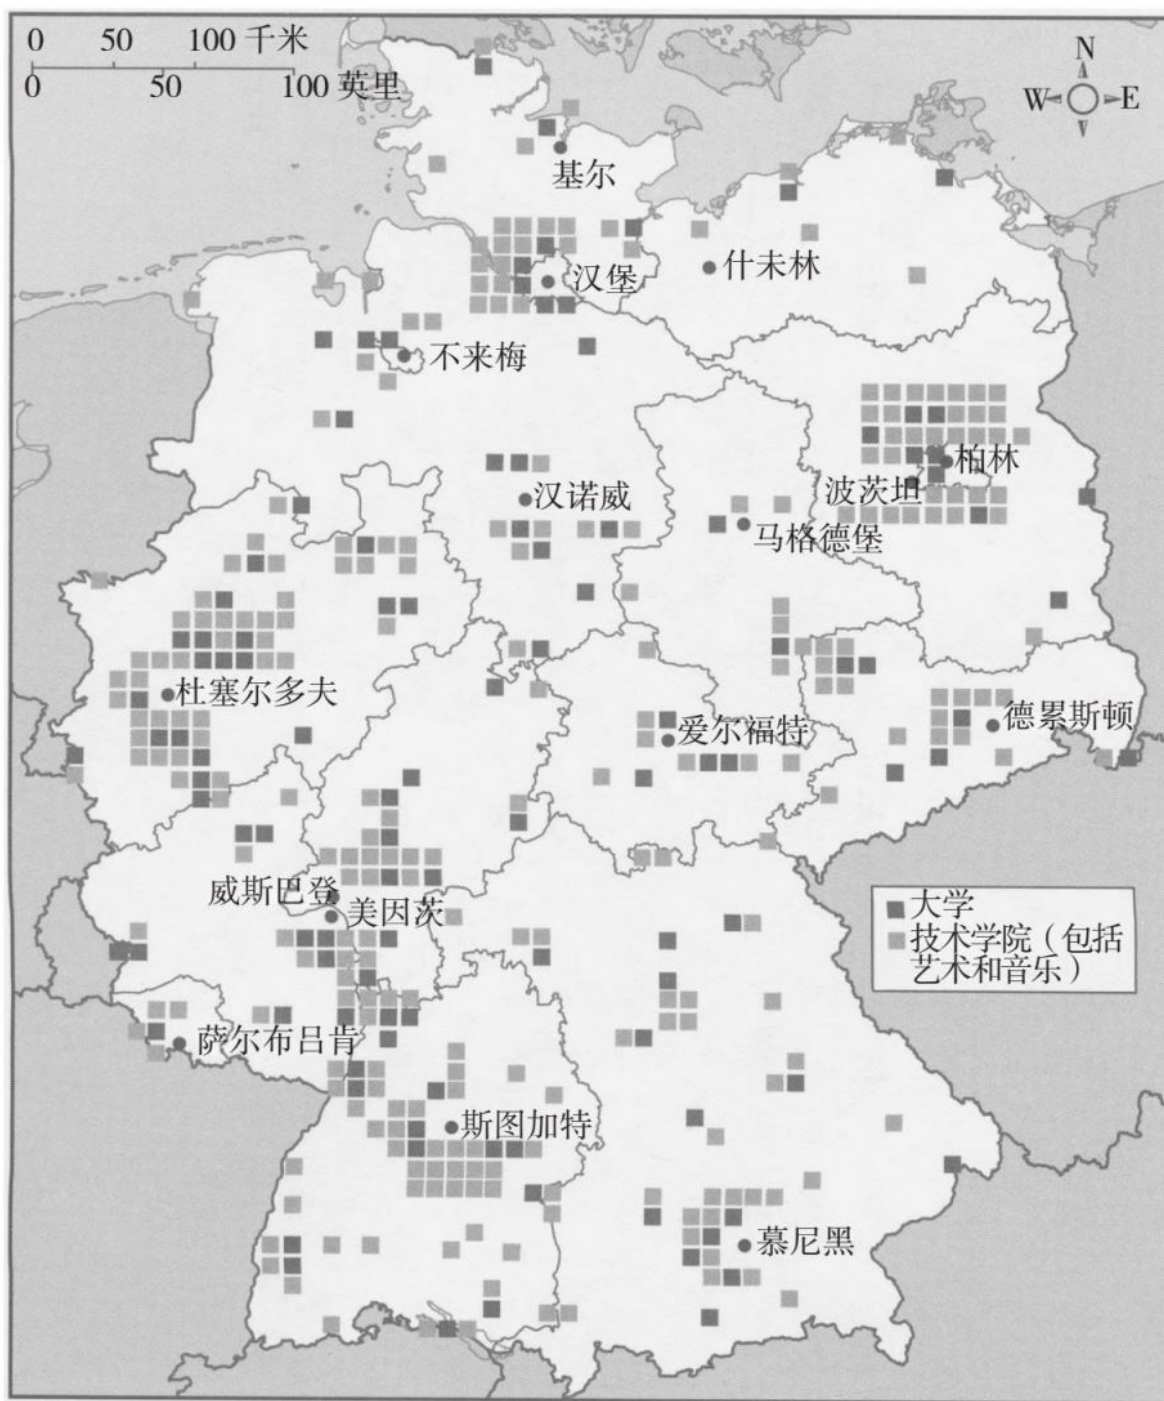 0 50 100 千米
0 50 100 英里
N
W E
基尔
什未林
汉堡
不来梅
柏林
汉诺威
波茨坦
马格德堡
杜塞尔多夫
德累斯顿
爱尔福特
威斯巴登
美因茨
大学
技术学院（包括
艺术和音乐）
萨尔布吕肯
斯图加特
慕尼黑